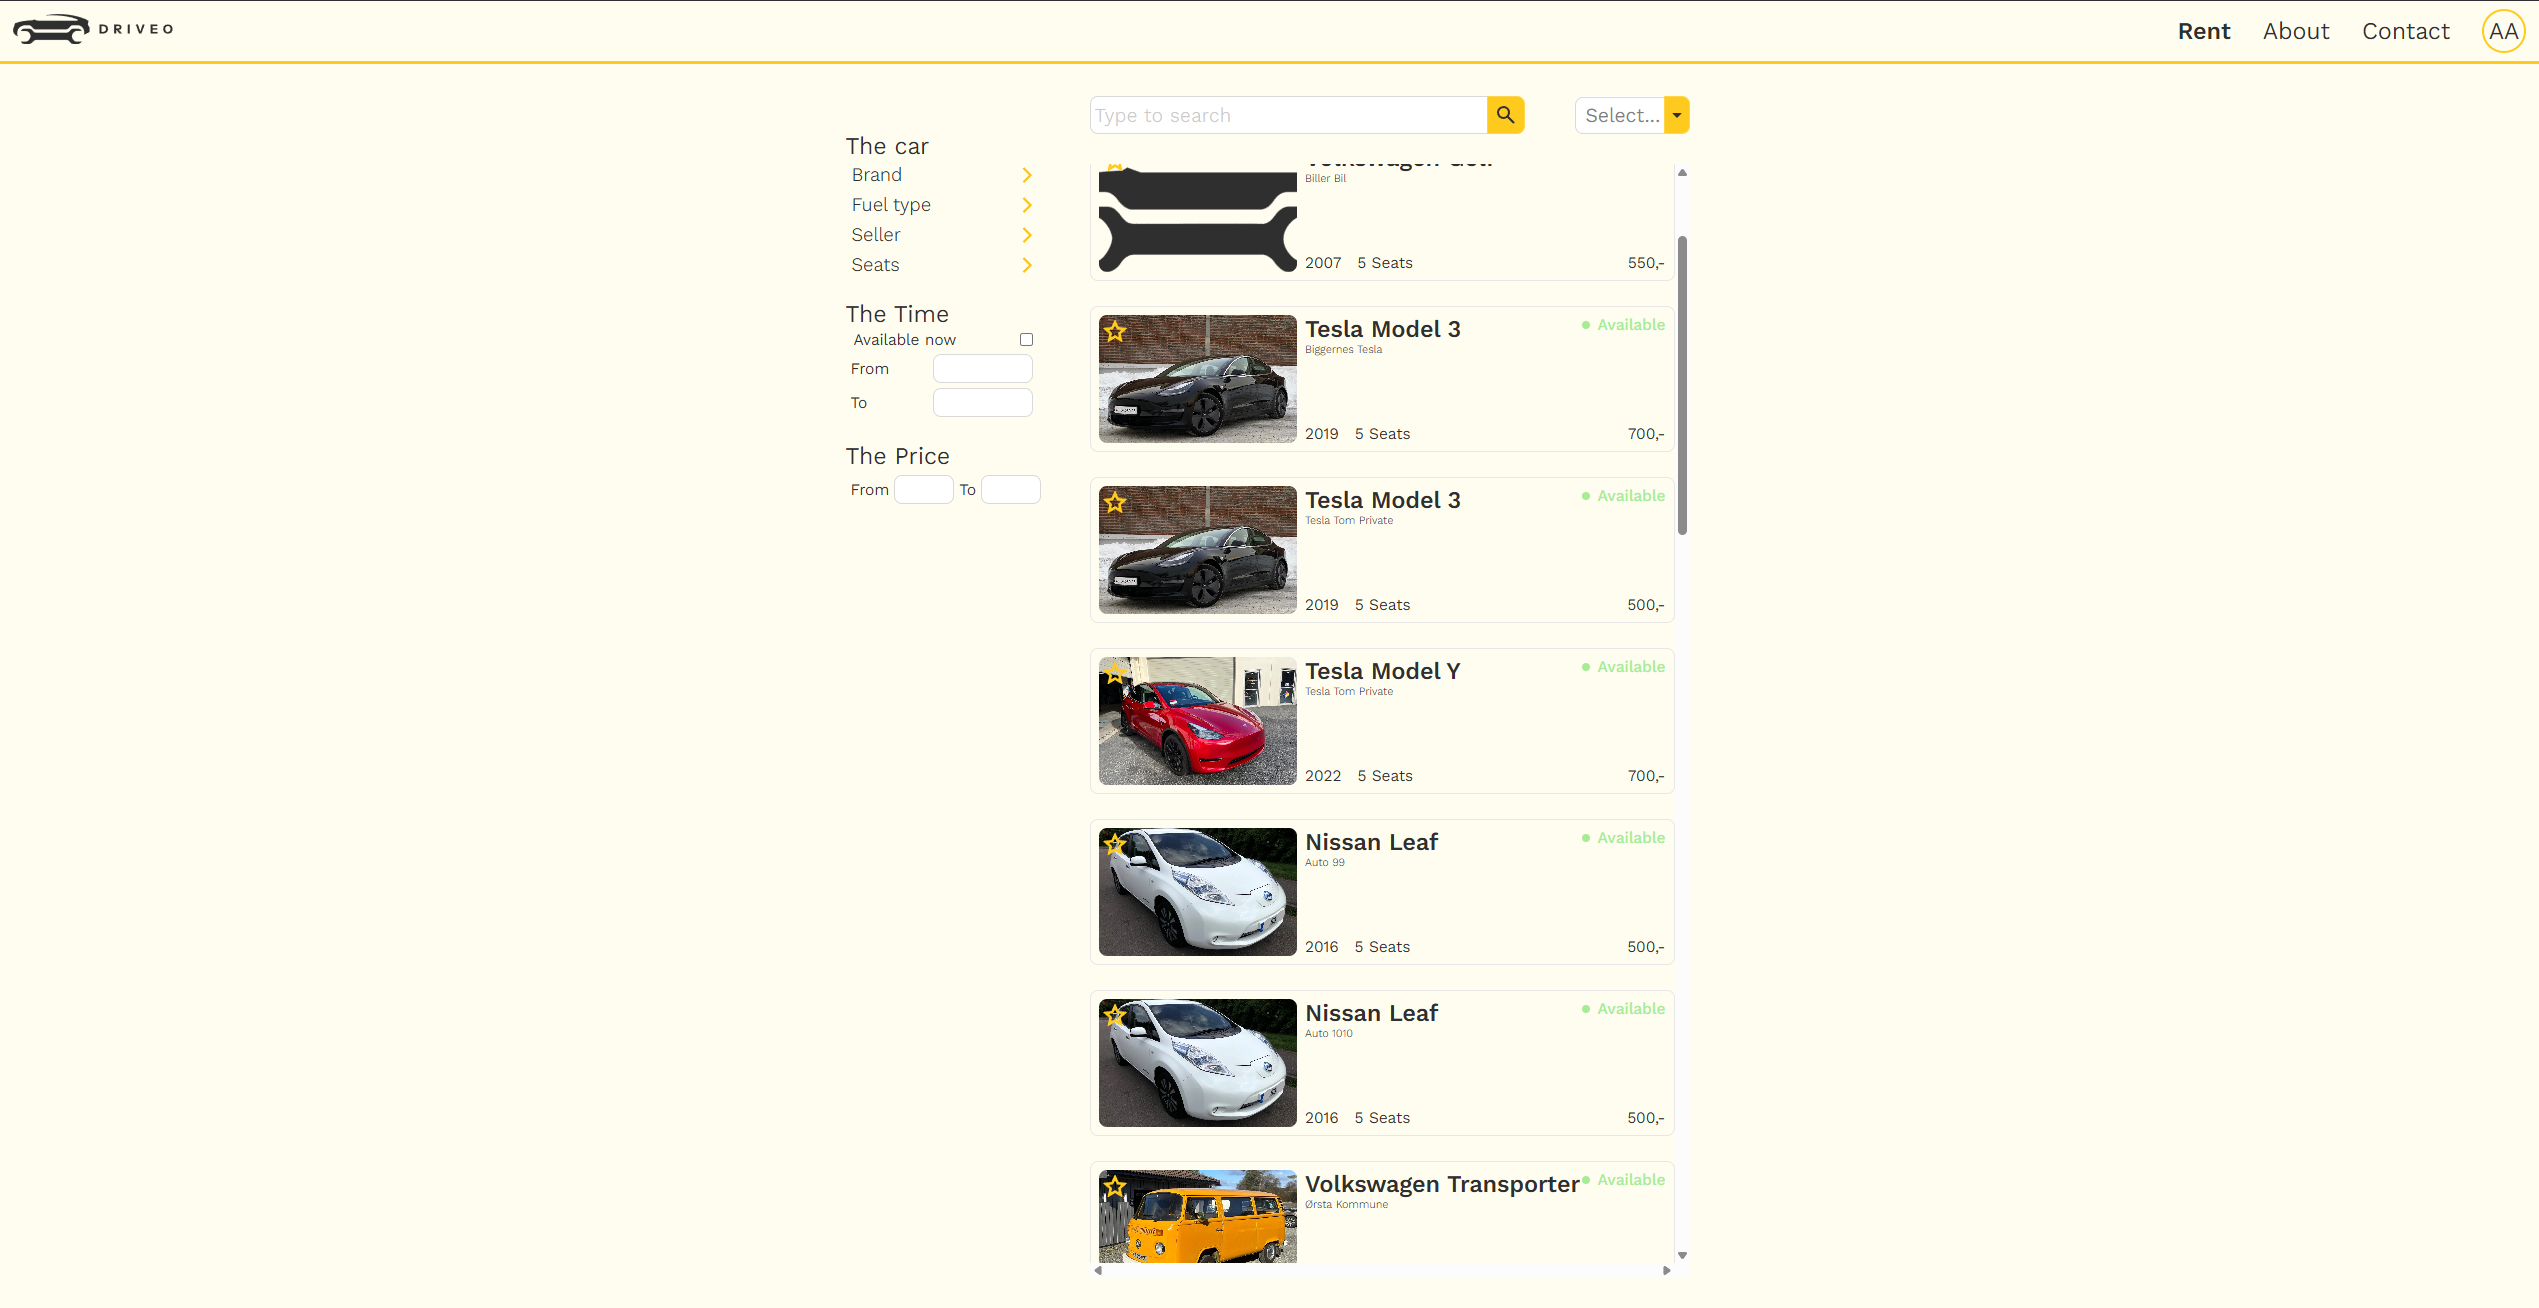 DRIVEO
Rent
About
Contact
AA
Type to search
Select...
The car
Brand
Fuel type
Seller
Seats
The Time
Available now
From
To
The Price
From
To
Volkswagen Golf
Biller Bil
2007 5 Seats 550,-
Tesla Model 3
Available
Biggernes Tesla
2019 5 Seats 700,-
Tesla Model 3
Available
Tesla Tom Private
2019 5 Seats 500,-
Tesla Model Y
Available
Tesla Tom Private
2022 5 Seats 700,-
Nissan Leaf
Available
Auto 99
2016 5 Seats 500,-
Nissan Leaf
Available
Auto 1010
2016 5 Seats 500,-
Volkswagen Transporter
Available
Ørsta Kommune